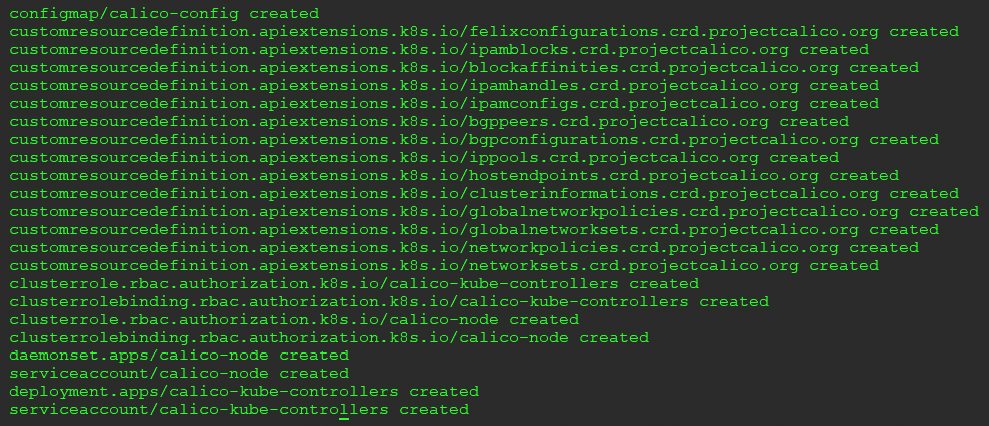 configmap/calico-config created
customresourcedefinition.apiextensions.k8s.io/felixconfigurations.crd.projectcalico.org created
customresourcedefinition.apiextensions.k8s.io/ipamblocks.crd.projectcalico.org created
customresourcedefinition.apiextensions.k8s.io/blockaffinities.crd.projectcalico.org created
customresourcedefinition.apiextensions.k8s.io/ipamhandles.crd.projectcalico.org created
customresourcedefinition.apiextensions.k8s.io/ipamconfigs.crd.projectcalico.org created
customresourcedefinition.apiextensions.k8s.io/bgppeers.crd.projectcalico.org created
customresourcedefinition.apiextensions.k8s.io/bgpconfigurations.crd.projectcalico.org created
customresourcedefinition.apiextensions.k8s.io/ippools.crd.projectcalico.org created
customresourcedefinition.apiextensions.k8s.io/hostendpoints.crd.projectcalico.org created
customresourcedefinition.apiextensions.k8s.io/clusterinformations.crd.projectcalico.org created
customresourcedefinition.apiextensions.k8s.io/globalnetworkpolicies.crd.projectcalico.org created
customresourcedefinition.apiextensions.k8s.io/globalnetworksets.crd.projectcalico.org created
customresourcedefinition.apiextensions.k8s.io/networkpolicies.crd.projectcalico.org created
customresourcedefinition.apiextensions.k8s.io/networksets.crd.projectcalico.org created
clusterrole.rbac.authorization.k8s.io/calico-kube-controllers created
clusterrolebinding.rbac.authorization.k8s.io/calico-kube-controllers created
clusterrole.rbac.authorization.k8s.io/calico-node created
clusterrolebinding.rbac.authorization.k8s.io/calico-node created
daemonset.apps/calico-node created
serviceaccount/calico-node created
deployment.apps/calico-kube-controllers created
serviceaccount/calico-kube-controllers created